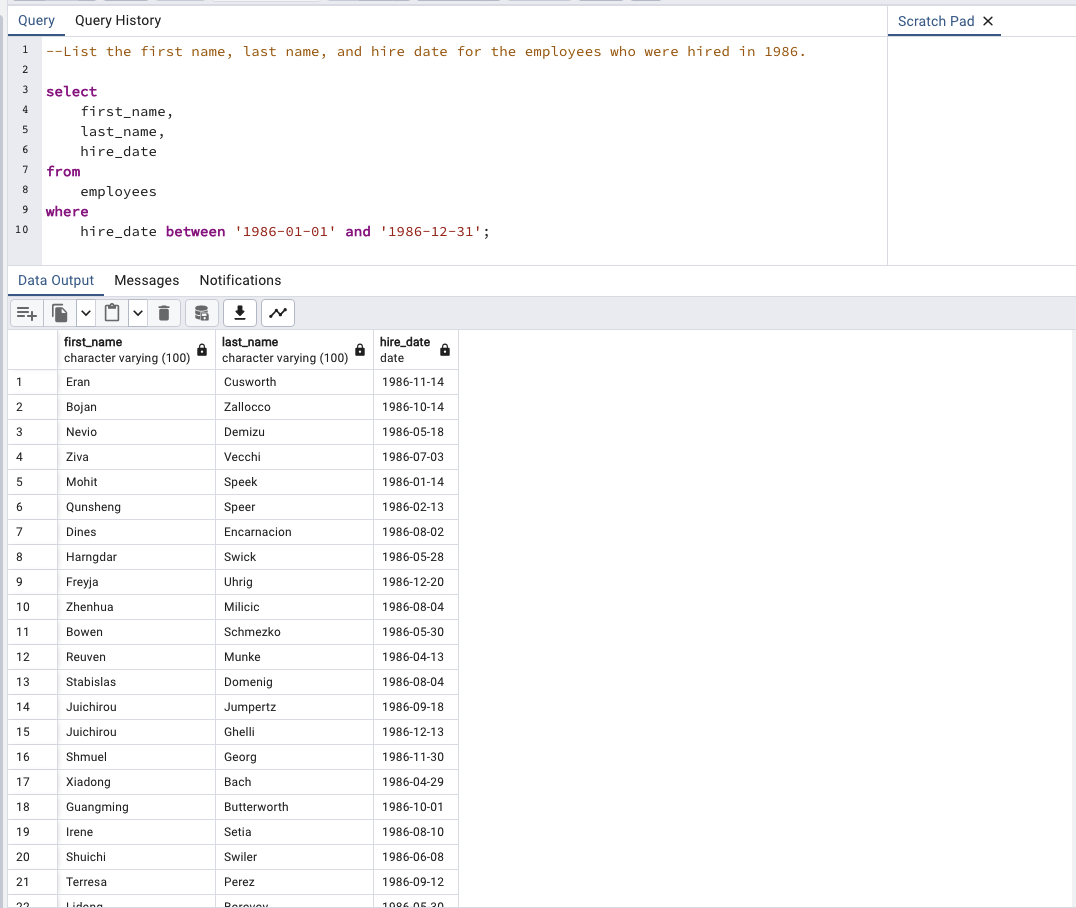 Query Query History Scratch Pad
1 --List the first name, last name, and hire date for the employees who were hired in 1986.
2
3 select
4 first_name,
5 last_name,
6 hire_date
7 from
8 employees
9 where
10 hire_date between '1986-01-01' and '1986-12-31';
Data Output Messages Notifications
first_name last_name hire_date
character varying (100) character varying (100) date
1 Eran Cusworth 1986-11-14
2 Bojan Zallocco 1986-10-14
3 Nevio Demizu 1986-05-18
4 Ziva Vecchi 1986-07-03
5 Mohit Speek 1986-01-14
6 Qunsheng Speer 1986-02-13
7 Dines Encarnacion 1986-08-02
8 Harngdar Swick 1986-05-28
9 Freyja Uhrig 1986-12-20
10 Zhenhua Milicic 1986-08-04
11 Bowen Schmezko 1986-05-30
12 Reuven Munke 1986-04-13
13 Stabislas Domenig 1986-08-04
14 Juichirou Jumpertz 1986-09-18
15 Juichirou Ghelli 1986-12-13
16 Shmuel Georg 1986-11-30
17 Xiadong Bach 1986-04-29
18 Guangming Butterworth 1986-10-01
19 Irene Setia 1986-08-10
20 Shuichi Swiler 1986-06-08
21 Terresa Perez 1986-09-12
22